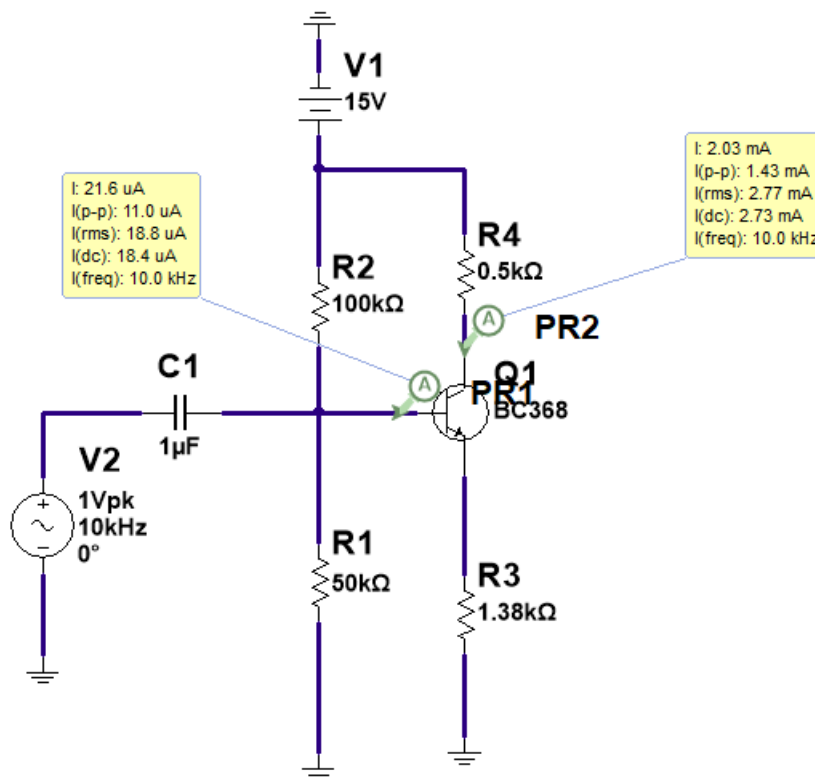 V1
15V
I: 21.6 uA
I(p-p): 11.0 uA
I(rms): 18.8 uA
I(dc): 18.4 uA
I(freq): 10.0 kHz
I: 2.03 mA
I(p-p): 1.43 mA
I(rms): 2.77 mA
I(dc): 2.73 mA
I(freq): 10.0 kHz
R4
0.5kΩ
R2
100kΩ
A
PR2
C1
1µF
A
Q1
PR1
BC368
V2
1Vpk
10kHz
0°
R1
50kΩ
R3
1.38kΩ